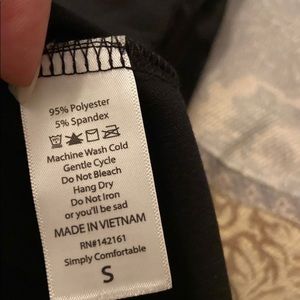 95% Polyester
5% Spandex
Machine Wash Cold
Gentle Cycle
Do Not Bleach
Hang Dry
Do Not Iron
or you'll be sad
MADE IN VIETNAM
RN#142161
Simply Comfortable
S